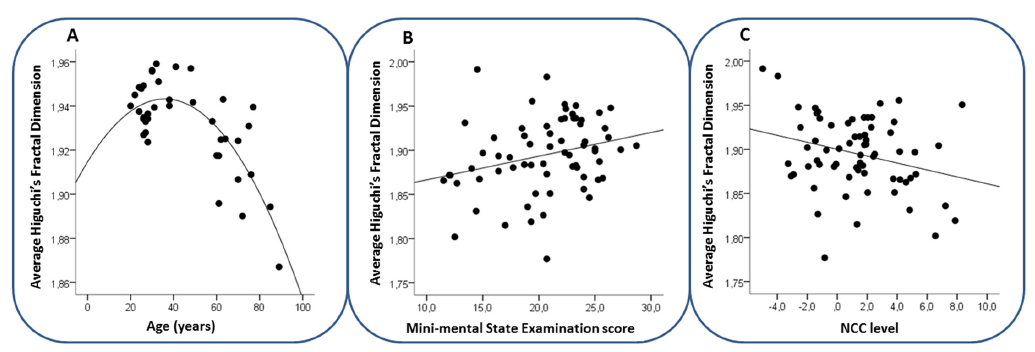 A
Average Higuchi's Fractal Dimension
1,96
1,94
1,92
1,90
1,88
1,86
0 20 40 60 80 100
Age (years)
B
Average Higuchi's Fractal Dimension
2,00
1,95
1,90
1,85
1,80
1,75
10,0 15,0 20,0 25,0 30,0
Mini-mental State Examination score
C
Average Higuchi's Fractal Dimension
2,00
1,95
1,90
1,85
1,80
1,75
-4,0 -2,0 ,0 2,0 4,0 6,0 8,0 10,0
NCC level